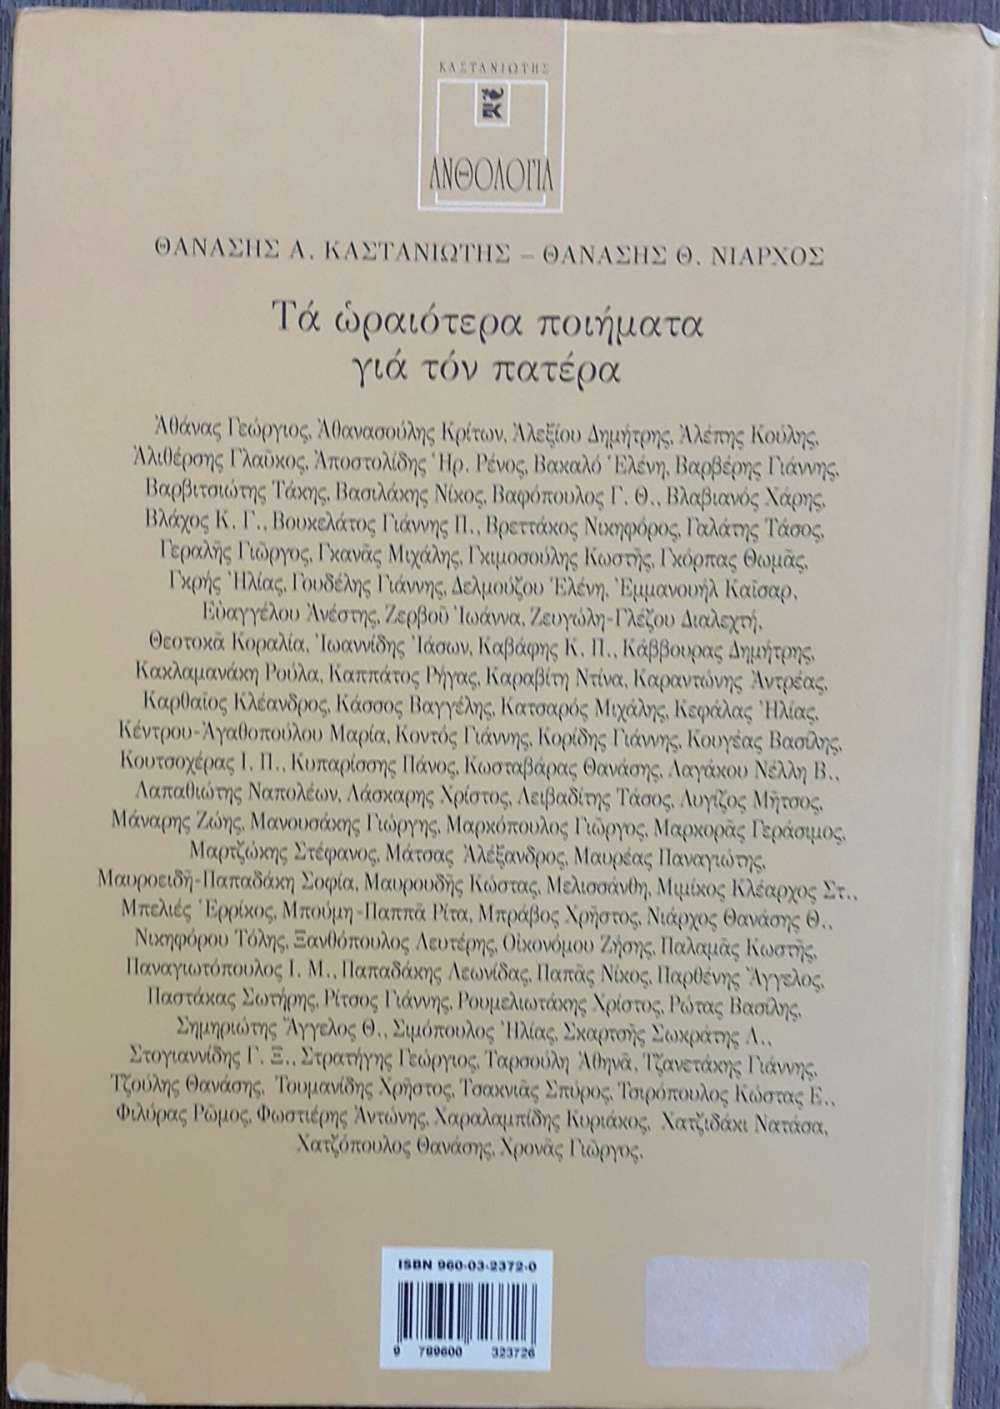 ΚΑΣΤΑΝΙΩΤΗΣ
ΑΝΘΟΛΟΓΙΑ
ΘΑΝΑΣΗΣ Α. ΚΑΣΤΑΝΙΩΤΗΣ – ΘΑΝΑΣΗΣ Θ. ΝΙΑΡΧΟΣ
Τά ὡραιότερα ποιήματα
γιά τόν πατέρα
Ἀθάνας Γεώργιος, Ἀθανασούλης Κρίτων, Ἀλεξίου Δημήτρης, Ἀλέπης Κούλης,
Ἀλιθέρσης Γλαῦκος, Ἀποστολίδης Ἡρ. Ρένος, Βακαλό Ἑλένη, Βαρβέρης Γιάννης,
Βαρβιτσιώτης Τάκης, Βασιλάκης Νίκος, Βαφόπουλος Γ. Θ., Βλαβιανός Χάρης,
Βλάχος Κ. Γ., Βουκελάτος Γιάννης Π., Βρεττάκος Νικηφόρος, Γαλάτης Τάσος,
Γεραλῆς Γιῶργος, Γκανᾶς Μιχάλης, Γκιμοσούλης Κωστῆς, Γκόρπας Θωμᾶς,
Γκρής Ἠλίας, Γουδέλης Γιάννης, Δελμούζου Ἑλένη, Ἐμμανουήλ Καῖσαρ,
Εὐαγγέλου Ἀνέστης, Ζερβοῦ Ἰωάννα, Ζευγώλη-Γλέζου Διαλεχτή,
Θεοτοκᾶ Κοραλία, Ἰωαννίδης Ἰάσων, Καβάφης Κ. Π., Κάββουρας Δημήτρης,
Κακλαμανάκη Ρούλα, Καππάτος Ρήγας, Καραβίτη Ντίνα, Καραντώνης Ἀντρέας,
Καρθαῖος Κλέανδρος, Κάσσος Βαγγέλης, Κατσαρός Μιχάλης, Κεφάλας Ἠλίας,
Κέντρου-Ἀγαθοπούλου Μαρία, Κοντός Γιάννης, Κορίδης Γιάννης, Κουγέας Βασίλης,
Κουτσοχέρας Ι. Π., Κυπαρίσσης Πάνος, Κωσταβάρας Θανάσης, Λαγάκου Νέλλη Β.,
Λαπαθιώτης Ναπολέων, Λάσκαρης Χρίστος, Λειβαδίτης Τάσος, Λυγίζος Μῆτσος,
Μάναρης Ζώης, Μανουσάκης Γιώργης, Μαρκόπουλος Γιῶργος, Μαρκορᾶς Γεράσιμος,
Μαρτζώκης Στέφανος, Μάτσας Ἀλέξανδρος, Μαυρέας Παναγιώτης,
Μαυροειδῆ-Παπαδάκη Σοφία, Μαυρουδῆς Κώστας, Μελισσάνθη, Μιμίκος Κλέαρχος Στ.,
Μπελιές Ἐρρίκος, Μπούμη-Παππᾶ Ρίτα, Μπράβος Χρῆστος, Νιάρχος Θανάσης Θ.,
Νικηφόρου Τόλης, Ξανθόπουλος Λευτέρης, Οἰκονόμου Ζήσης, Παλαμᾶς Κωστῆς,
Παναγιωτόπουλος Ι. Μ., Παπαδάκης Λεωνίδας, Παπᾶς Νίκος, Παρθένης Ἄγγελος,
Παστάκας Σωτήρης, Ρίτσος Γιάννης, Ρουμελιωτάκης Χρίστος, Ρώτας Βασίλης,
Σημηριώτης Ἄγγελος Θ., Σιμόπουλος Ἠλίας, Σκαρτσῆς Σωκράτης Λ.,
Στογιαννίδης Γ. Ξ., Στρατήγης Γεώργιος, Ταρσούλη Ἀθηνᾶ, Τζανετάκης Γιάννης,
Τζούλης Θανάσης, Τουμανίδης Χρῆστος, Τσακνιᾶς Σπύρος, Τσιρόπουλος Κώστας Ε.,
Φιλύρας Ρῶμος, Φωστιέρης Ἀντώνης, Χαραλαμπίδης Κυριάκος, Χατζιδάκι Νατάσα,
Χατζόπουλος Θανάσης, Χρονᾶς Γιῶργος,
ISBN 960-03-2372-0
9 789600 323726